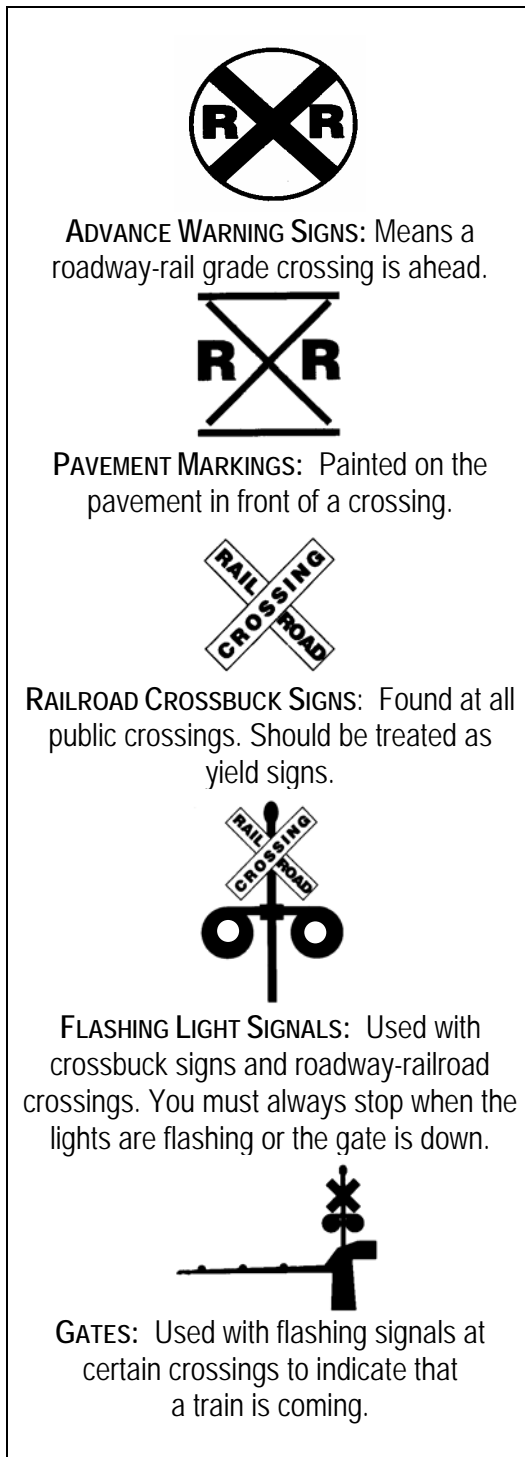 R R
ADVANCE WARNING SIGNS: Means a
roadway-rail grade crossing is ahead.
R R
PAVEMENT MARKINGS: Painted on the
pavement in front of a crossing.
RAIL ROAD
CROSSING
RAILROAD CROSSBUCK SIGNS: Found at all
public crossings. Should be treated as
yield signs.
RAIL ROAD
CROSSING
FLASHING LIGHT SIGNALS: Used with
crossbuck signs and roadway-railroad
crossings. You must always stop when the
lights are flashing or the gate is down.
GATES: Used with flashing signals at
certain crossings to indicate that
a train is coming.